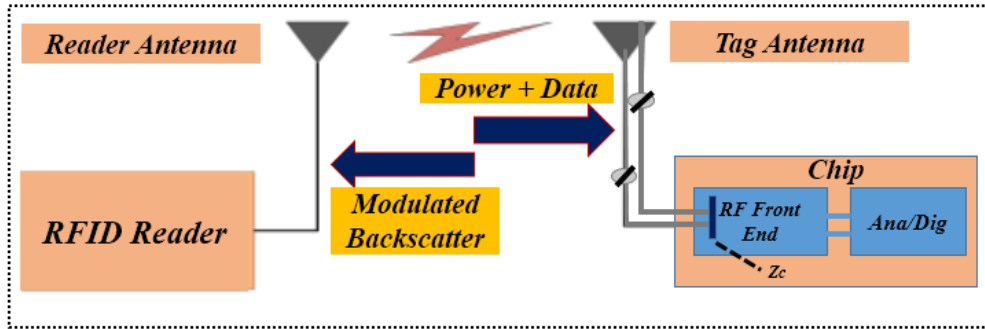 Reader Antenna
Tag Antenna
Power + Data
Chip
RFID Reader
Modulated
Backscatter
RF Front
End
Ana/Dig
Zc